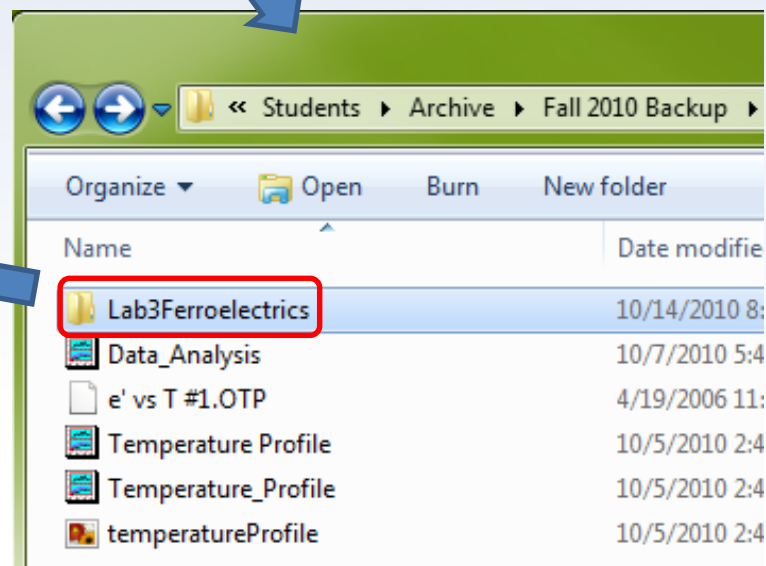 « Students ▸ Archive ▸ Fall 2010 Backup ▸
Organize ▾ Open Burn New folder
Name Date modifie
Lab3Ferroelectrics 10/14/2010 8:
Data_Analysis 10/7/2010 5:4
e' vs T #1.OTP 4/19/2006 11:
Temperature Profile 10/5/2010 2:4
Temperature_Profile 10/5/2010 2:4
temperatureProfile 10/5/2010 2:4